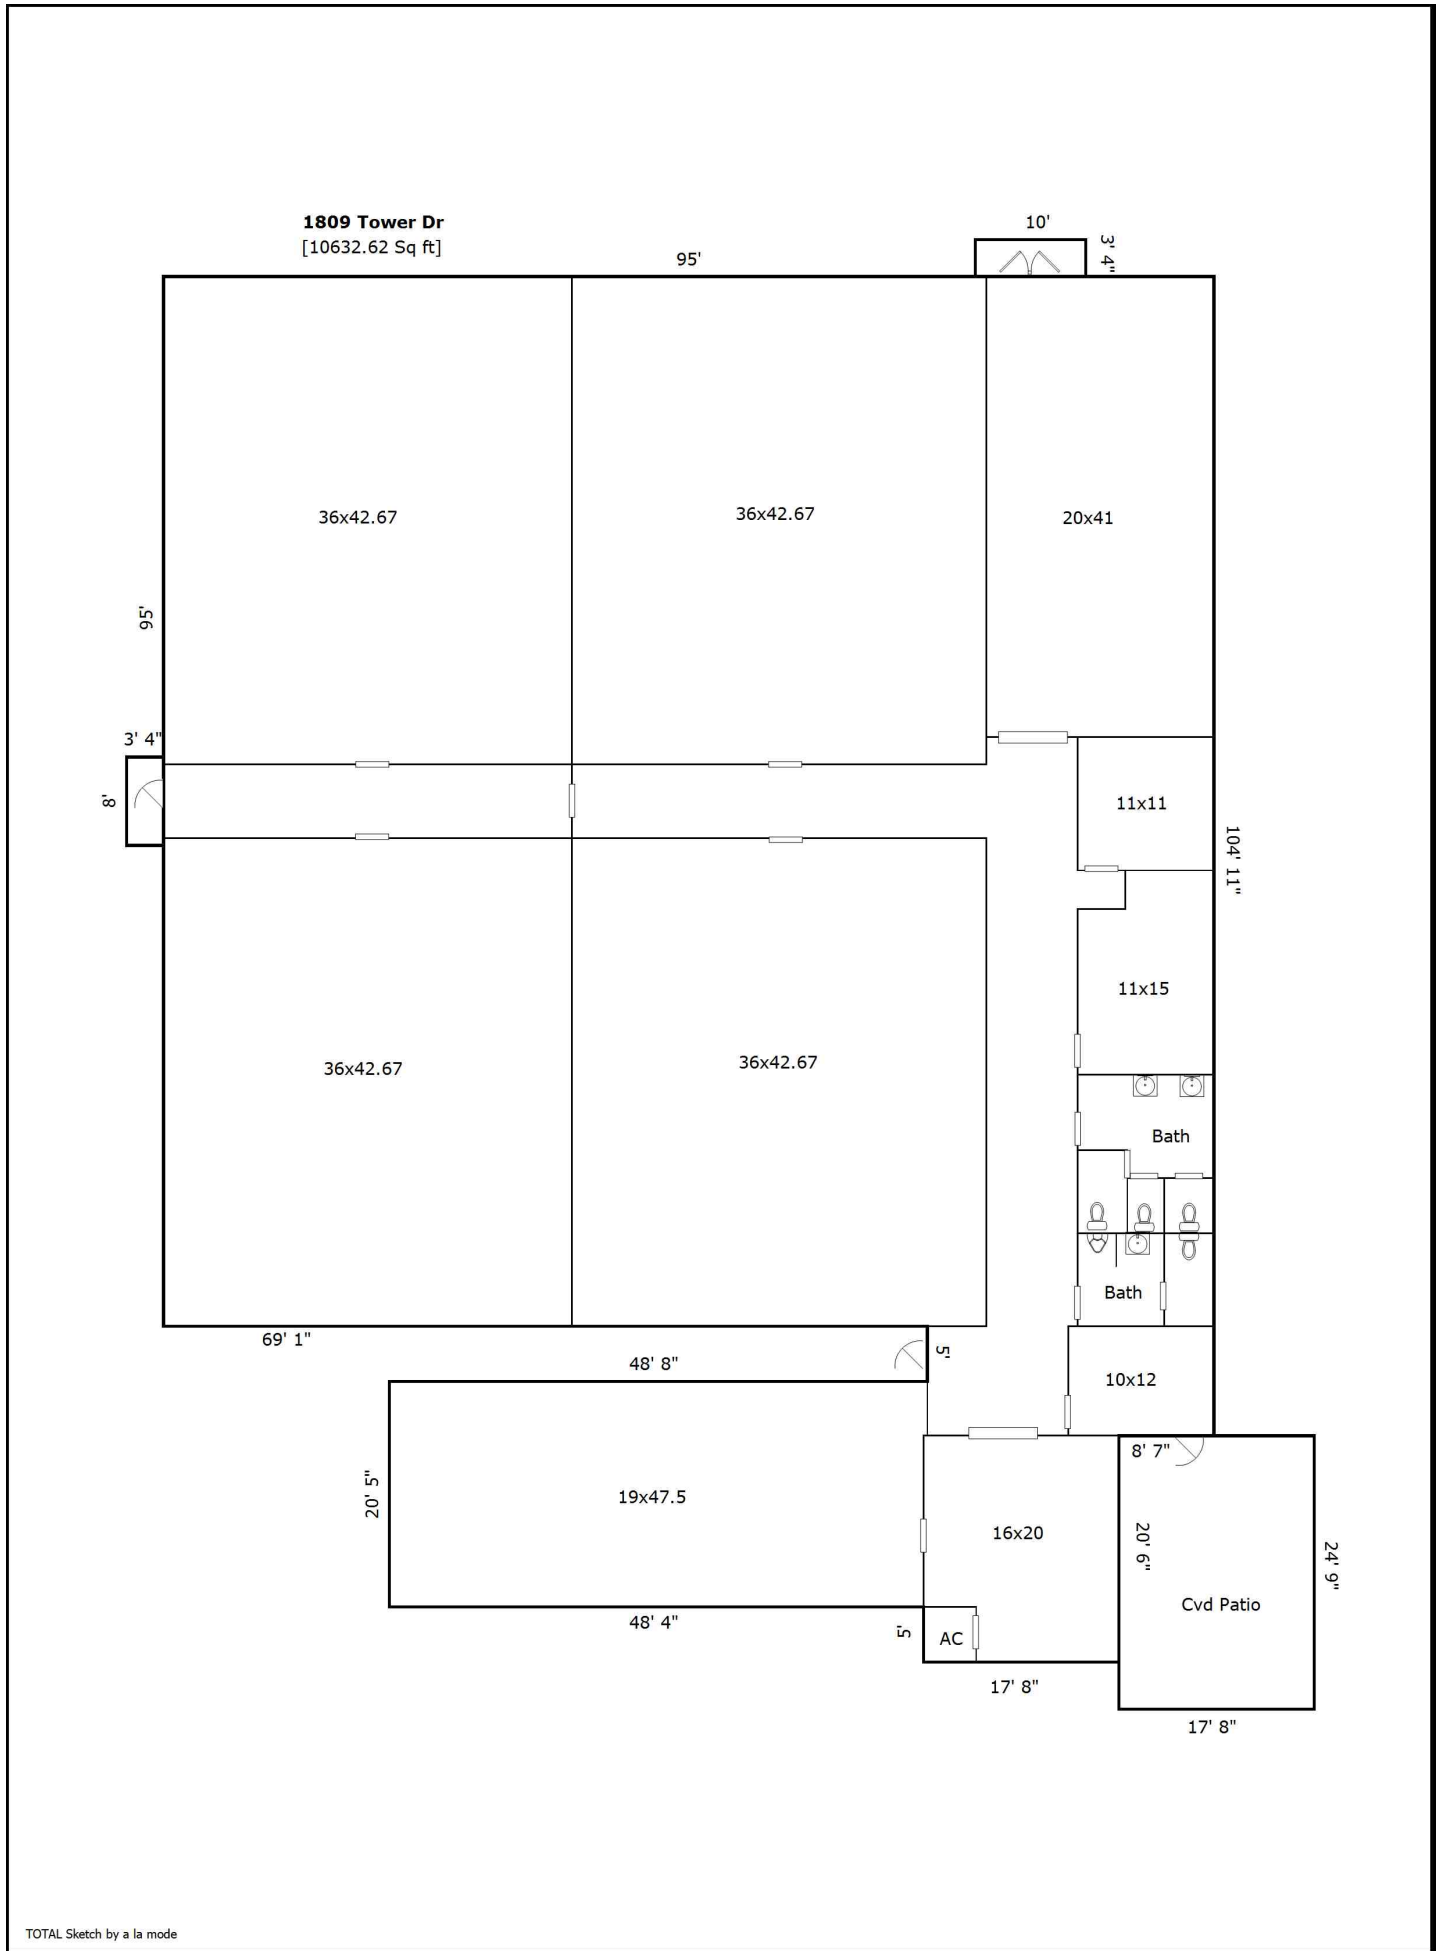 1809 Tower Dr
[10632.62 Sq ft]
10'
3' 4"
95'
36x42.67
36x42.67
20x41
95'
3' 4"
8'
11x11
104' 11"
11x15
36x42.67
36x42.67
Bath
Bath
69' 1"
48' 8"
5'
10x12
8' 7"
20' 5"
19x47.5
16x20
20' 6"
24' 9"
Cvd Patio
48' 4"
5'
AC
17' 8"
17' 8"
TOTAL Sketch by a la mode